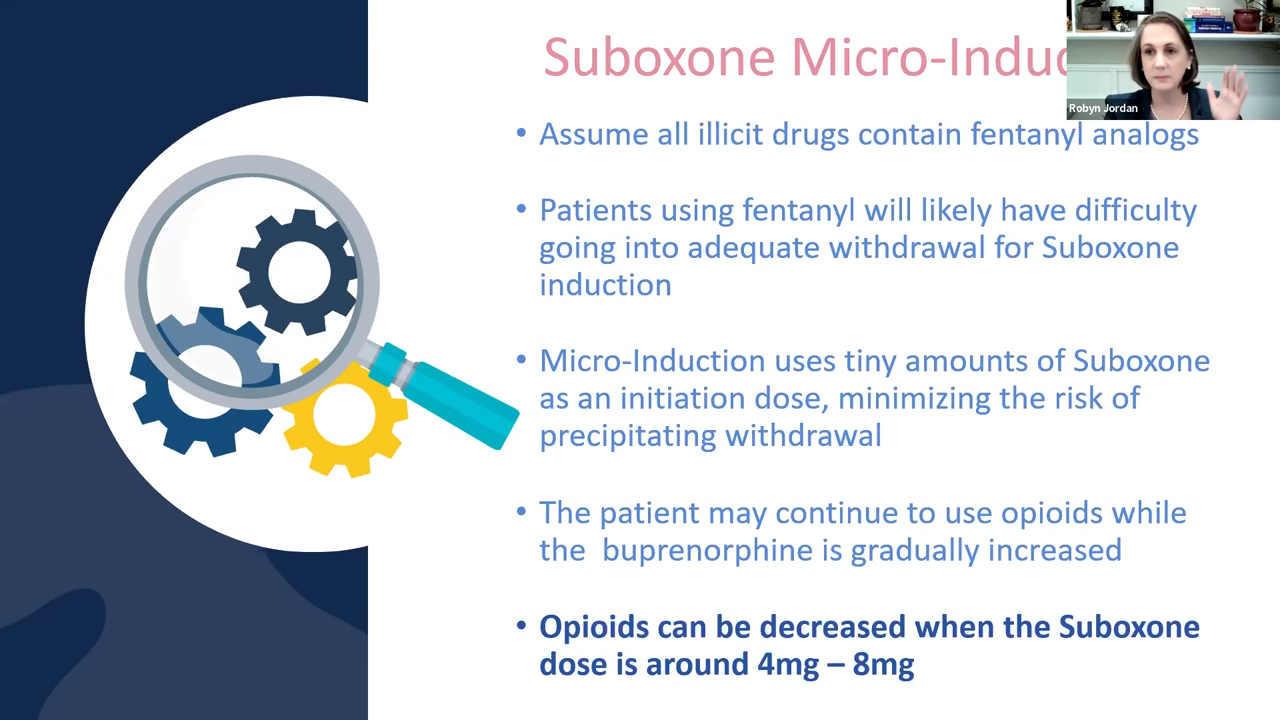 Suboxone Micro-Induc
Robyn Jordan
• Assume all illicit drugs contain fentanyl analogs
• Patients using fentanyl will likely have difficulty
going into adequate withdrawal for Suboxone
induction
• Micro-Induction uses tiny amounts of Suboxone
as an initiation dose, minimizing the risk of
precipitating withdrawal
• The patient may continue to use opioids while
the  buprenorphine is gradually increased
• Opioids can be decreased when the Suboxone
dose is around 4mg – 8mg